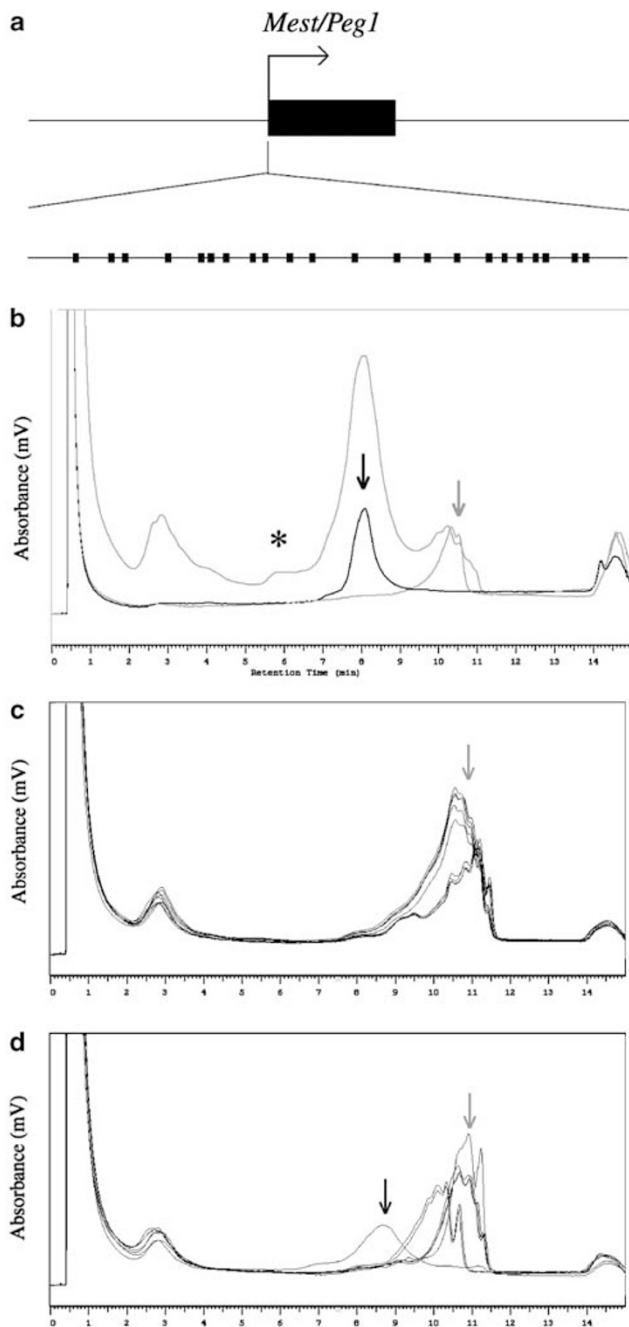 a
Mest/Peg1
b
Absorbance (mV)
*
0 1 2 3 4 5 6 7 8 9 10 11 12 13 14
Retention Time (min)
c
Absorbance (mV)
0 1 2 3 4 5 6 7 8 9 10 11 12 13 14
d
Absorbance (mV)
0 1 2 3 4 5 6 7 8 9 10 11 12 13 14